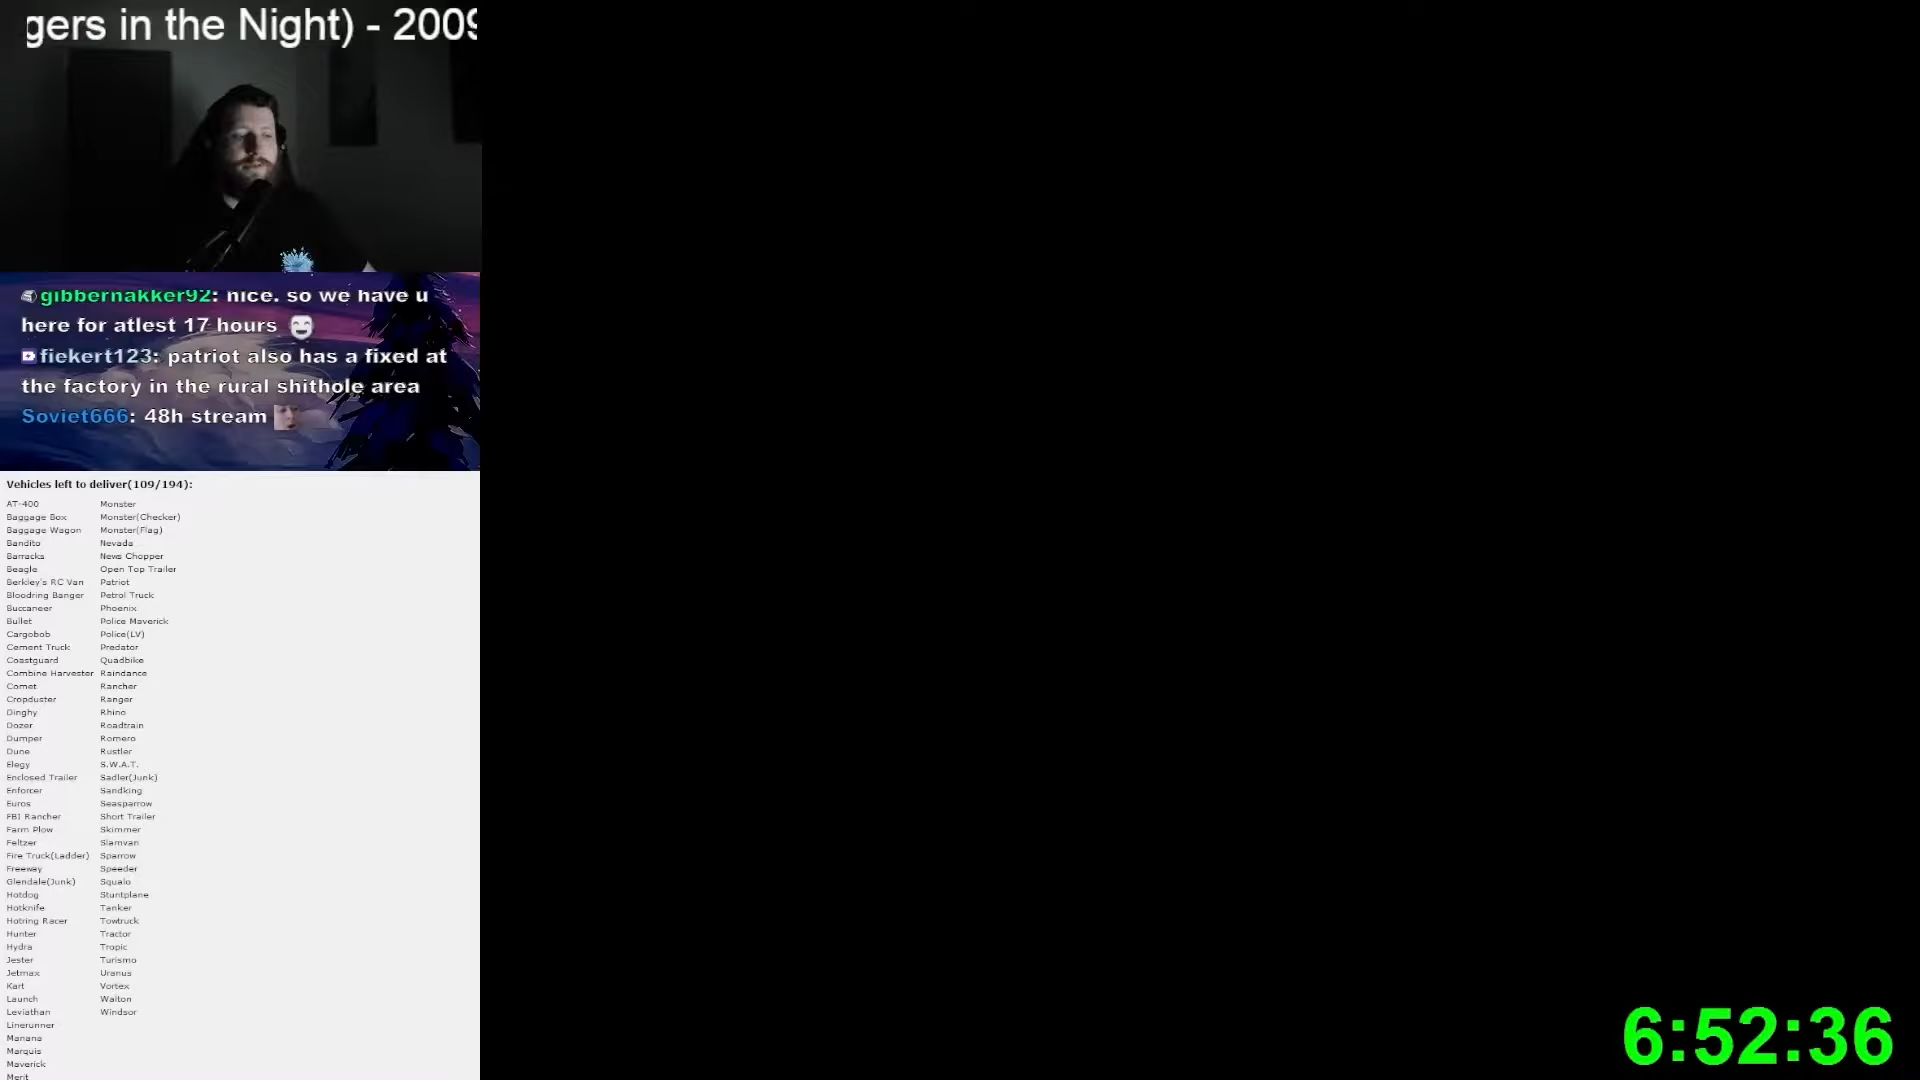 gers in the Night) - 2009
gibbernakker92: nice. so we have u
here for atlest 17 hours
fiekert123: patriot also has a fixed at
the factory in the rural shithole area
Soviet666: 48h stream
Vehicles left to deliver(109/194):
AT-400
Baggage Box
Baggage Wagon
Bandito
Barracks
Beagle
Berkley's RC Van
Bloodring Banger
Buccaneer
Bullet
Cargobob
Cement Truck
Coastguard
Combine Harvester
Comet
Cropduster
Dinghy
Dozer
Dumper
Dune
Elegy
Enclosed Trailer
Enforcer
Euros
FBI Rancher
Farm Plow
Feltzer
Fire Truck(Ladder)
Freeway
Glendale(Junk)
Hotdog
Hotknife
Hotring Racer
Hunter
Hydra
Jester
Jetmax
Kart
Launch
Leviathan
Linerunner
Manana
Marquis
Maverick
Merit
Monster
Monster(Checker)
Monster(Flag)
Nevada
News Chopper
Open Top Trailer
Patriot
Petrol Truck
Phoenix
Police Maverick
Police(LV)
Predator
Quadbike
Raindance
Rancher
Ranger
Rhino
Roadtrain
Romero
Rustler
S.W.A.T.
Sadler(Junk)
Sandking
Seasparrow
Short Trailer
Skimmer
Slamvan
Sparrow
Speeder
Squalo
Stuntplane
Tanker
Towtruck
Tractor
Tropic
Turismo
Uranus
Vortex
Walton
Windsor
6:52:36